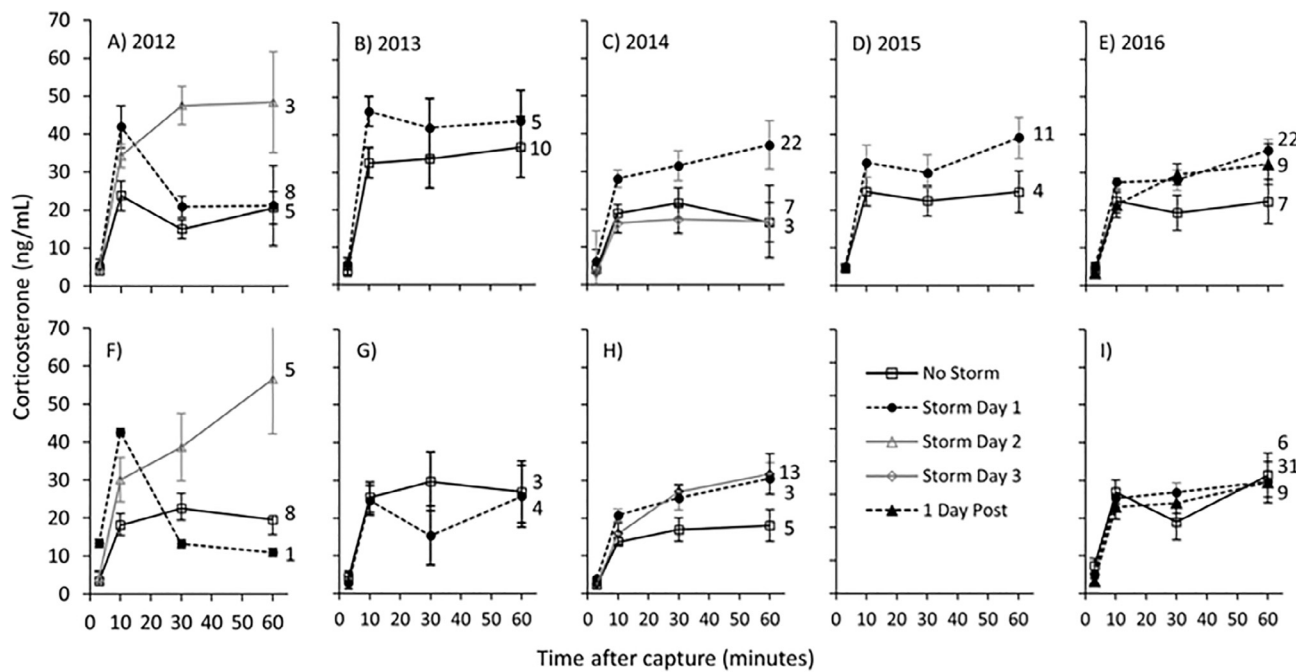 70
60
50
40
30
20
10
0
A) 2012
3
8
5
B) 2013
5
10
C) 2014
22
7
3
D) 2015
11
4
E) 2016
22
9
7
Corticosterone (ng/mL)
70
60
50
40
30
20
10
0
F)
5
8
1
G)
3
4
H)
13
3
5
No Storm
Storm Day 1
Storm Day 2
Storm Day 3
1 Day Post
I)
6
31
9
0 10 20 30 40 50 60
0 10 20 30 40 50 60
0 10 20 30 40 50 60
0 10 20 30 40 50 60
0 10 20 30 40 50 60
Time after capture (minutes)